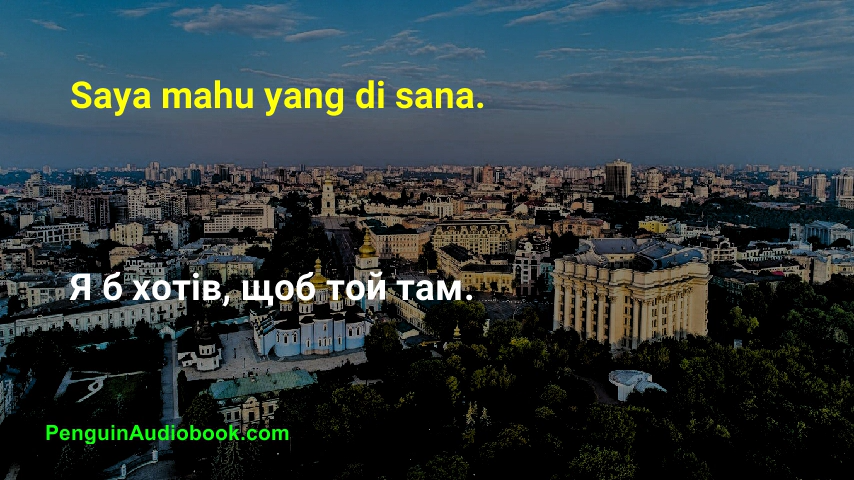 Saya mahu yang di sana.
Я б хотів, щоб той там.
PenguinAudiobook.com